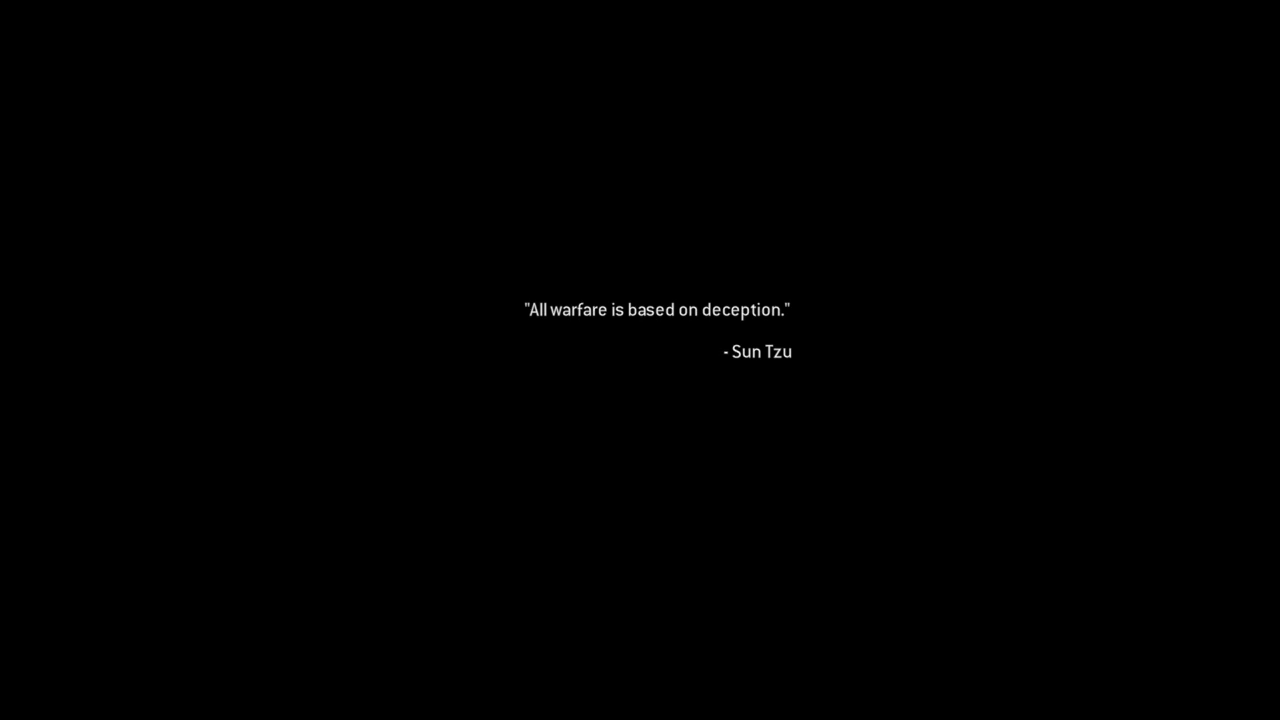 "All warfare is based on deception."
- Sun Tzu